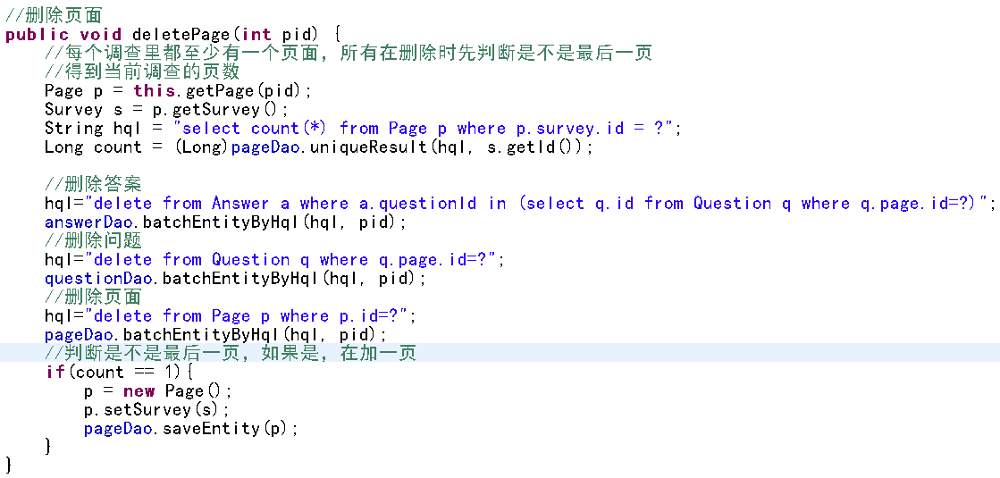 //删除页面
public void deletePage(int pid) {
//每个调查里都至少有一个页面，所有在删除时先判断是不是最后一页
//得到当前调查的页数
Page p = this.getPage(pid);
Survey s = p.getSurvey();
String hql = "select count(*) from Page p where p.survey.id = ?";
Long count = (Long)pageDao.uniqueResult(hql, s.getId());
//删除答案
hql="delete from Answer a where a.questionId in (select q.id from Question q where q.page.id=?)";
answerDao.batchEntityByHql(hql, pid);
//删除问题
hql="delete from Question q where q.page.id=?";
questionDao.batchEntityByHql(hql, pid);
//删除页面
hql="delete from Page p where p.id=?";
pageDao.batchEntityByHql(hql, pid);
//判断是不是最后一页，如果是，在加一页
if(count == 1){
p = new Page();
p.setSurvey(s);
pageDao.saveEntity(p);
}
}